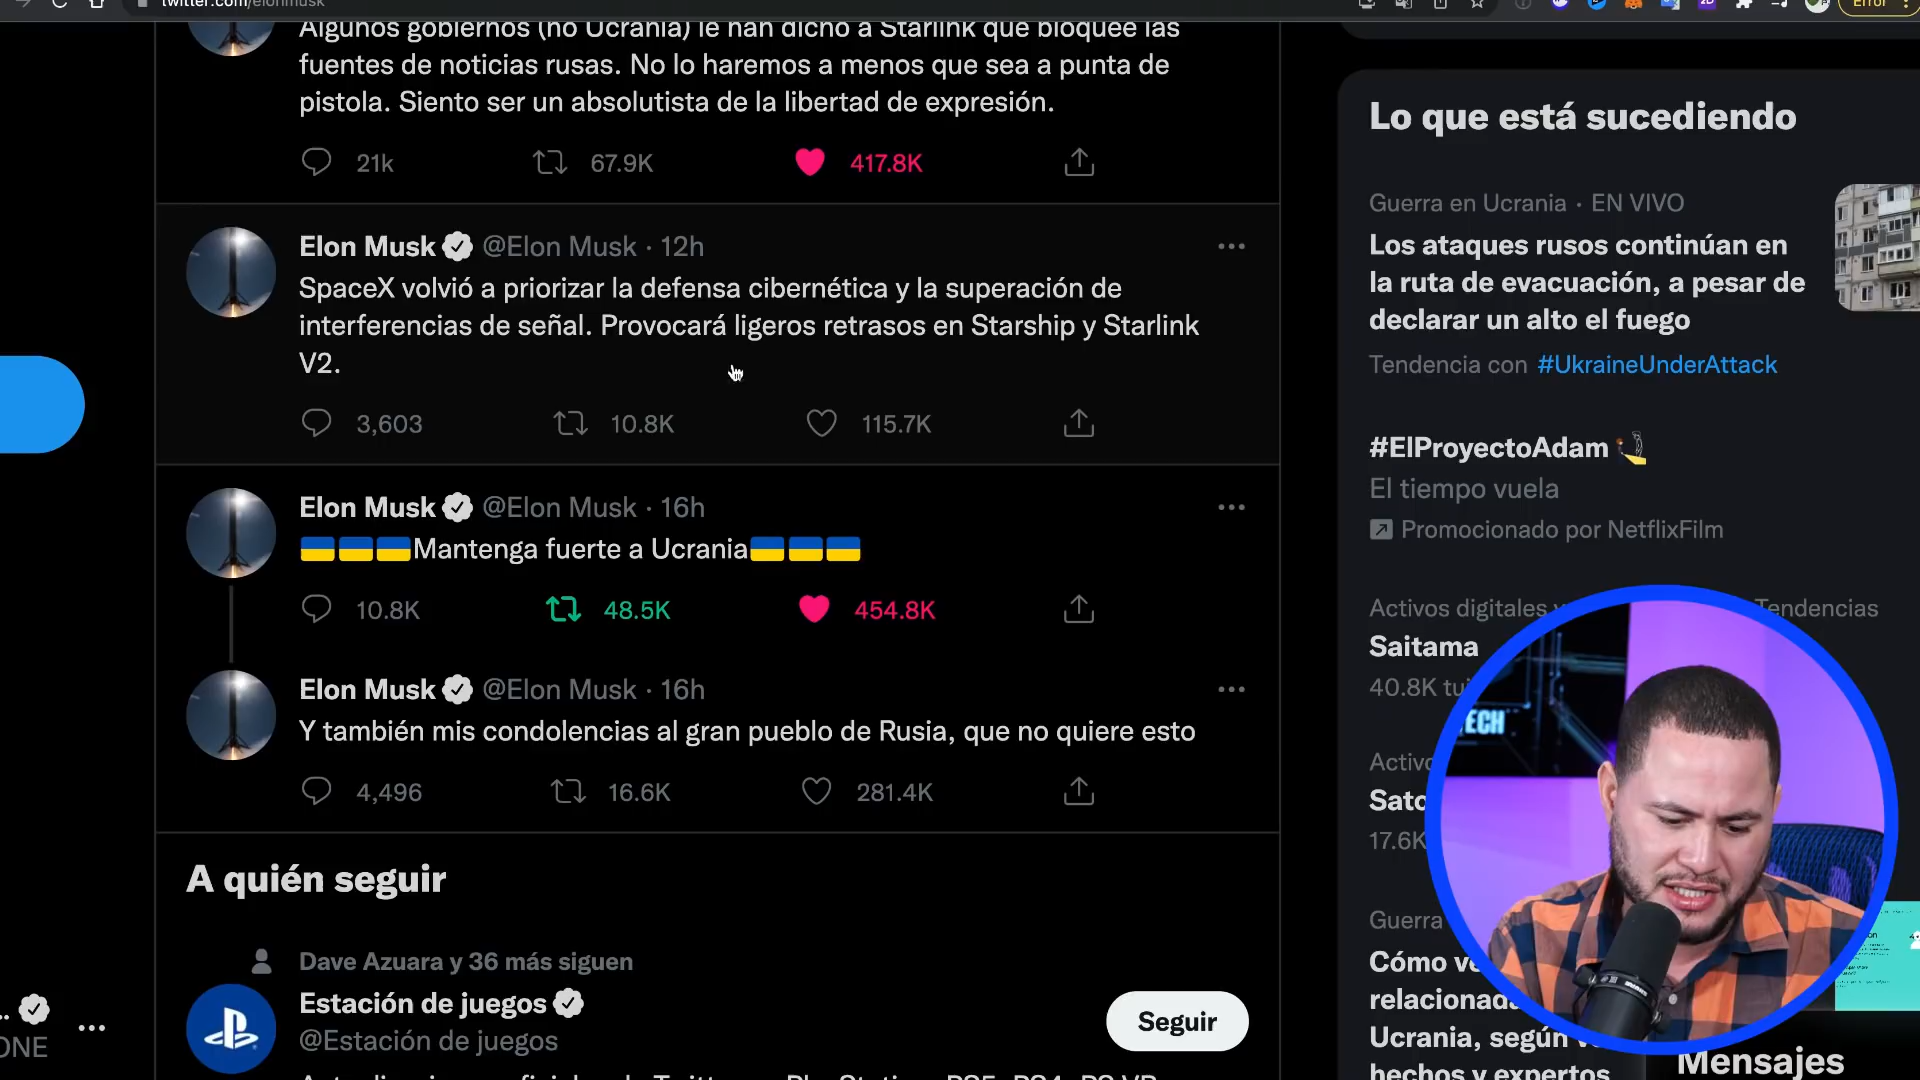 twitter.com/elonmusk
Error
Algunos gobiernos (no Ucrania) le han dicho a Starlink que bloquee las
fuentes de noticias rusas. No lo haremos a menos que sea a punta de
pistola. Siento ser un absolutista de la libertad de expresión.
21k 67.9K 417.8K
Elon Musk @Elon Musk · 12h
SpaceX volvió a priorizar la defensa cibernética y la superación de
interferencias de señal. Provocará ligeros retrasos en Starship y Starlink
V2.
3,603 10.8K 115.7K
Elon Musk @Elon Musk · 16h
🇺🇦🇺🇦🇺🇦Mantenga fuerte a Ucrania🇺🇦🇺🇦🇺🇦
10.8K 48.5K 454.8K
Elon Musk @Elon Musk · 16h
Y también mis condolencias al gran pueblo de Rusia, que no quiere esto
4,496 16.6K 281.4K
A quién seguir
Dave Azuara y 36 más siguen
Estación de juegos
@Estación de juegos
Seguir
ONE
Lo que está sucediendo
Guerra en Ucrania · EN VIVO
Los ataques rusos continúan en
la ruta de evacuación, a pesar de
declarar un alto el fuego
Tendencia con #UkraineUnderAttack
#ElProyectoAdam
El tiempo vuela
Promocionado por NetflixFilm
Activos digitales y Tendencias
Saitama
40.8K tui
Activo
Sato
17.6K
Guerra
Cómo ve
relacionada
Ucrania, según v
hechos y expertos
TECH
Mensajes